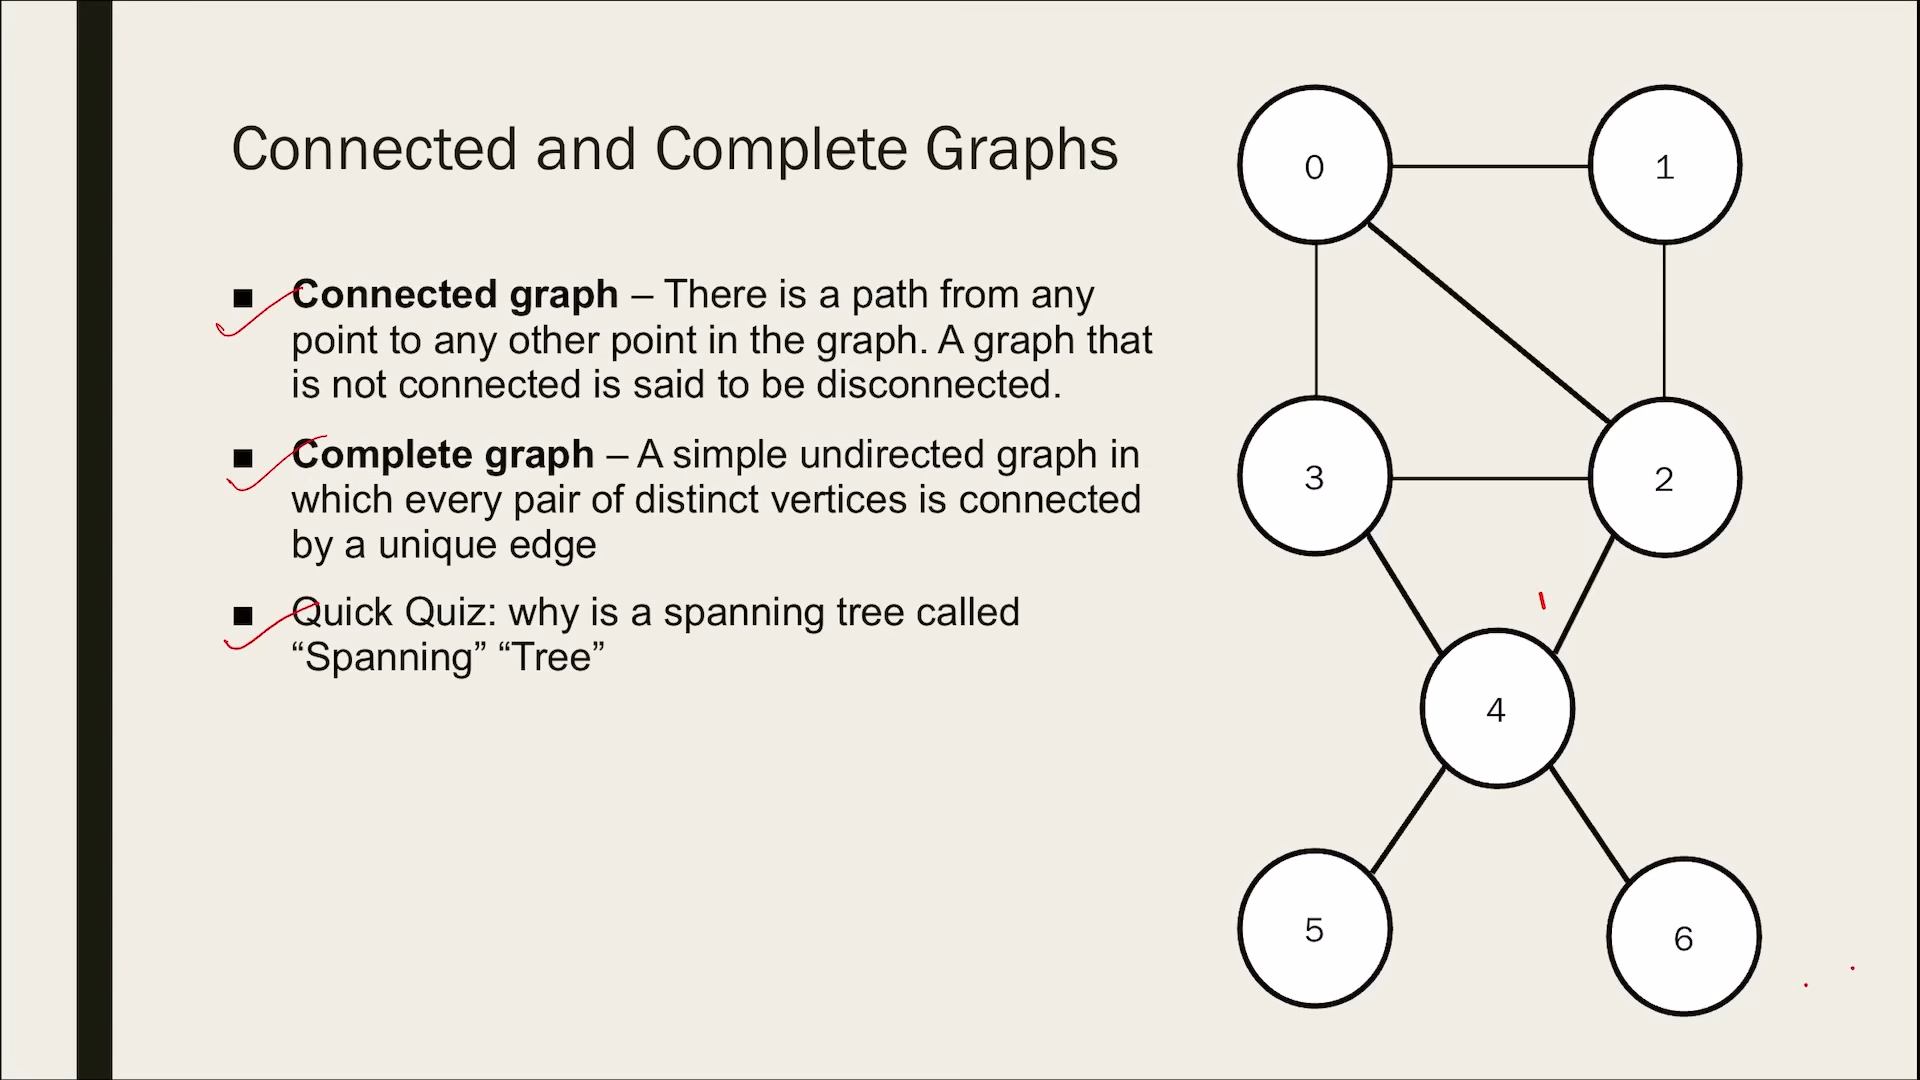 Connected and Complete Graphs
■ Connected graph – There is a path from any
point to any other point in the graph. A graph that
is not connected is said to be disconnected.
■ Complete graph – A simple undirected graph in
which every pair of distinct vertices is connected
by a unique edge
■ Quick Quiz: why is a spanning tree called
“Spanning” “Tree”
0 1
3 2
4
5 6